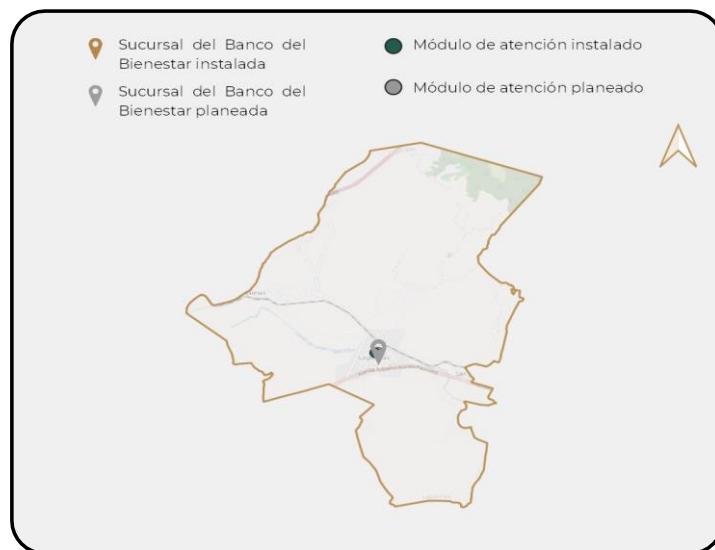 Sucursal del Banco del
Bienestar instalada
Sucursal del Banco del
Bienestar planeada
Módulo de atención instalado
Módulo de atención planeado